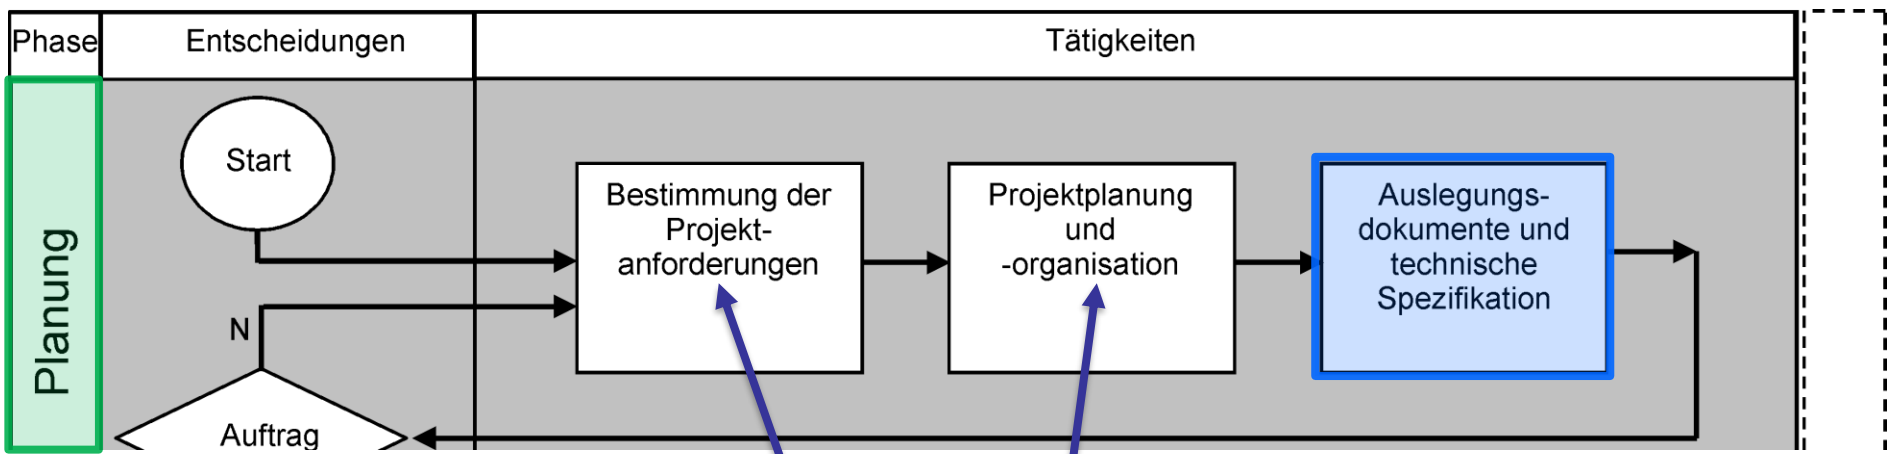 Phase
Entscheidungen
Tätigkeiten
Planung
Start
Bestimmung der
Projekt-
anforderungen
Projektplanung
und
-organisation
Auslegungs-
dokumente und
technische
Spezifikation
N
Auftrag